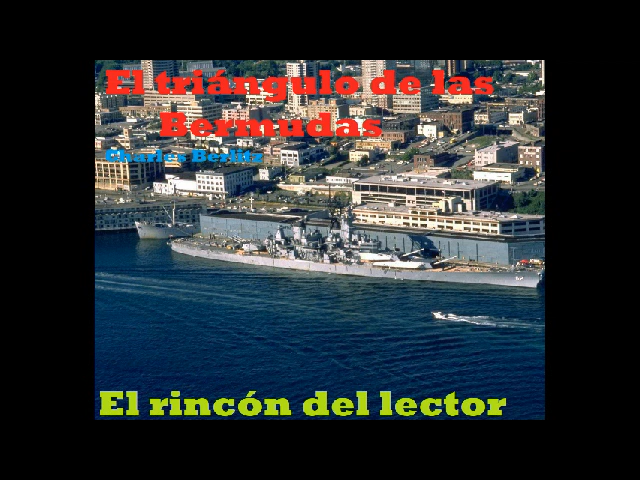 El triángulo de las
Bermudas
Charles Berlitz
El rincón del lector